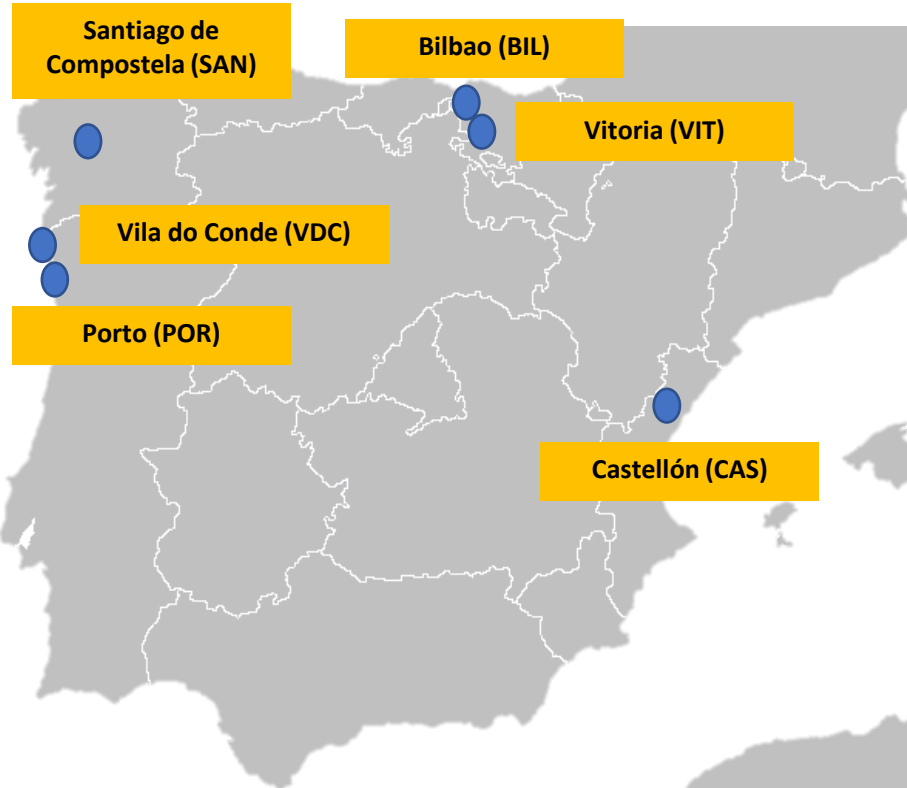 Santiago de
Compostela (SAN)
Bilbao (BIL)
Vitoria (VIT)
Vila do Conde (VDC)
Porto (POR)
Castellón (CAS)